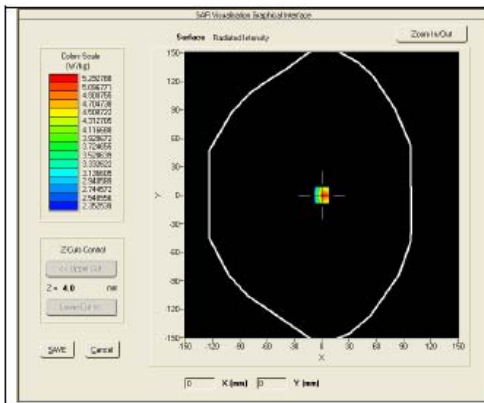 SAR Visualisation Graphical Interface
Surface Radiated Intensity
Zoom In/Out
Colors Scale
(W/kg)
5.292788
5.096771
4.900755
4.704738
4.508722
4.312705
4.116688
3.920672
3.724655
3.528639
3.332622
3.136605
2.940589
2.744572
2.548556
2.352539
Z-Cuts Control
<< Upper Cut
Z = 4.0 mm
Lower Cut >>
SAVE
Cancel
150
120
90
60
30
0
-30
-60
-90
-120
-150
Y
-150 -120 -90 -60 -30 0 30 60 90 120 150
X
0 X (mm) 0 Y (mm)